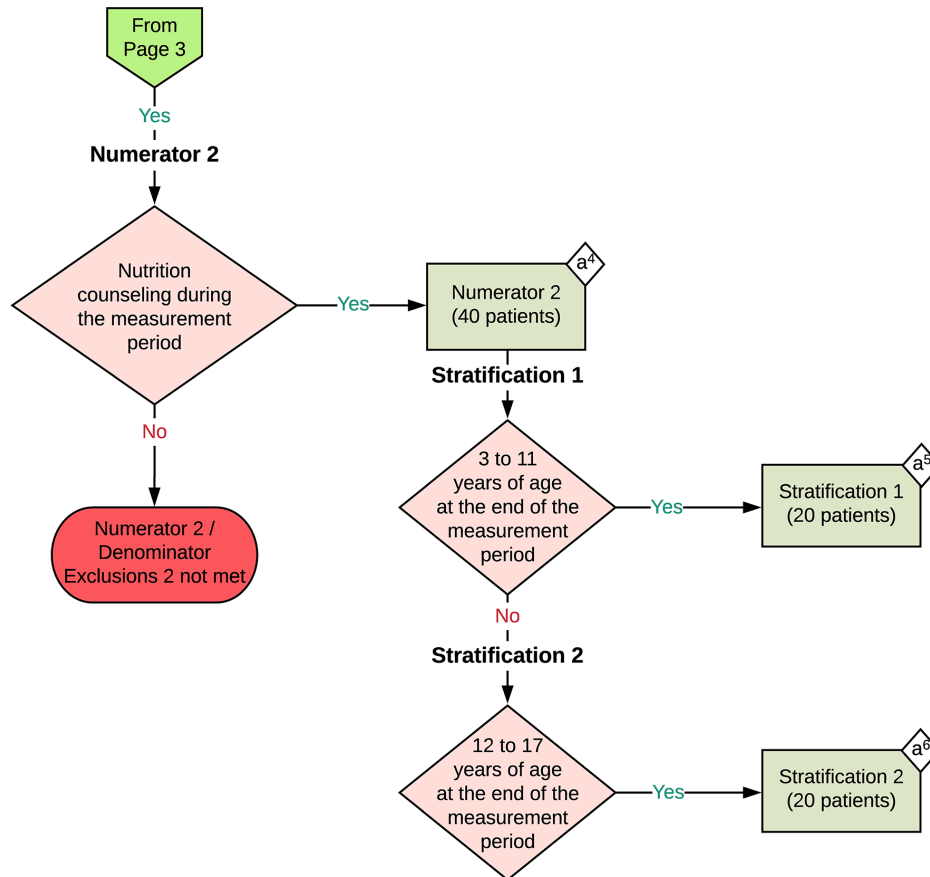 From
Page 3
Yes
Numerator 2
Nutrition
counseling during
the measurement
period
Yes
a⁴
Numerator 2
(40 patients)
No
Numerator 2 /
Denominator
Exclusions 2 not met
Stratification 1
3 to 11
years of age
at the end of the
measurement
period
Yes
a⁵
Stratification 1
(20 patients)
No
Stratification 2
12 to 17
years of age
at the end of the
measurement
period
Yes
a⁶
Stratification 2
(20 patients)